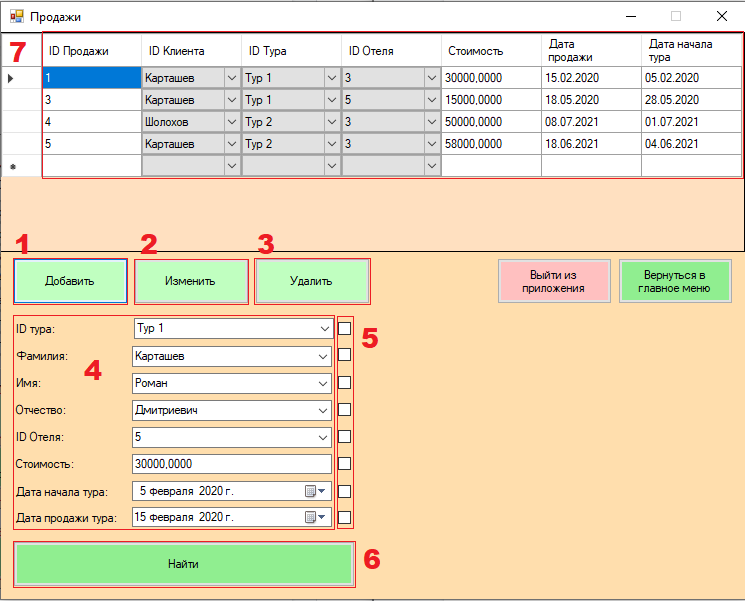 Продажи
7
ID Продажи ID Клиента ID Тура ID Отеля Стоимость Дата продажи Дата начала тура
1 Карташев Тур 1 3 30000,0000 15.02.2020 05.02.2020
3 Карташев Тур 1 5 15000,0000 18.05.2020 28.05.2020
4 Шолохов Тур 2 3 50000,0000 08.07.2021 01.07.2021
5 Карташев Тур 2 3 58000,0000 18.06.2021 04.06.2021
1 2 3
Добавить Изменить Удалить Выйти из приложения Вернуться в главное меню
ID тура: Тур 1
5
Фамилия: Карташев
4
Имя: Роман
Отчество: Дмитриевич
ID Отеля: 5
Стоимость: 30000,0000
Дата начала тура: 5 февраля 2020 г.
Дата продажи тура: 15 февраля 2020 г.
Найти 6